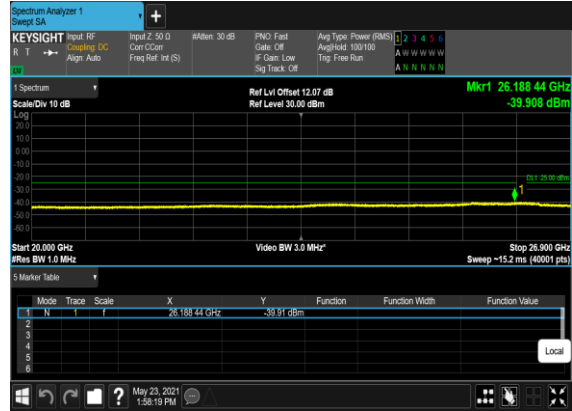 Spectrum Analyzer 1
Swept SA
+
KEYSIGHT Input: RF Input Z: 50 Ω #Atten: 30 dB PNO: Fast Avg Type: Power (RMS) 1 2 3 4 5 6
R T Coupling: DC Corr CCorr Gate: Off Avg|Hold: 100/100 A W W W W W
Align: Auto Freq Ref: Int (S) IF Gain: Low Trig: Free Run
Sig Track: Off A N N N N N
1 Spectrum Ref Lvl Offset 12.07 dB Mkr1 26.188 44 GHz
Scale/Div 10 dB Ref Level 30.00 dBm -39.908 dBm
Log
20.0
10.0
0.00
-10.0
-20.0
DL1 -25.00 dBm
-30.0
1
-40.0
-50.0
-60.0
Start 20.000 GHz Video BW 3.0 MHz* Stop 26.900 GHz
#Res BW 1.0 MHz Sweep ~15.2 ms (40001 pts)
5 Marker Table
Mode Trace Scale X Y Function Function Width Function Value
1 N 1 f 26.188 44 GHz -39.91 dBm
2
3
4
5
6
Local
? May 23, 2021
1:58:19 PM